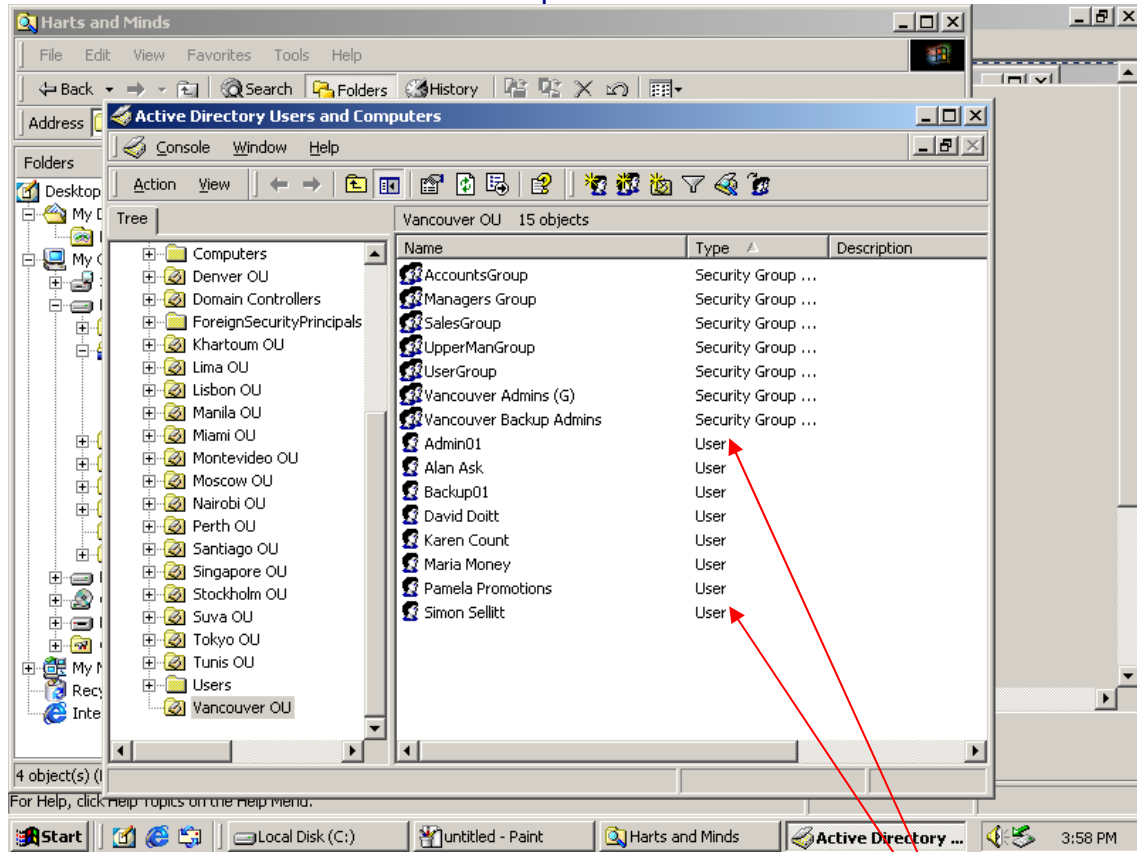 Harts and Minds
File Edit View Favorites Tools Help
Back Search Folders History
Address
Active Directory Users and Computers
Console Window Help
Folders
Action View
Desktop
Tree
Vancouver OU 15 objects
Name Type Description
Computers
Denver OU
Domain Controllers
ForeignSecurityPrincipals
Khartoum OU
Lima OU
Lisbon OU
Manila OU
Miami OU
Montevideo OU
Moscow OU
Nairobi OU
Perth OU
Santiago OU
Singapore OU
Stockholm OU
Suva OU
Tokyo OU
Tunis OU
Users
Vancouver OU
AccountsGroup Security Group ...
Managers Group Security Group ...
SalesGroup Security Group ...
UpperManGroup Security Group ...
UserGroup Security Group ...
Vancouver Admins (G) Security Group ...
Vancouver Backup Admins Security Group ...
Admin01 User
Alan Ask User
Backup01 User
David Doitt User
Karen Count User
Maria Money User
Pamela Promotions User
Simon Sellitt User
My
My
My
4 object(s)
For Help, click Help Topics on the Help Menu.
Start Local Disk (C:) untitled - Paint Harts and Minds Active Directory ... 3:58 PM